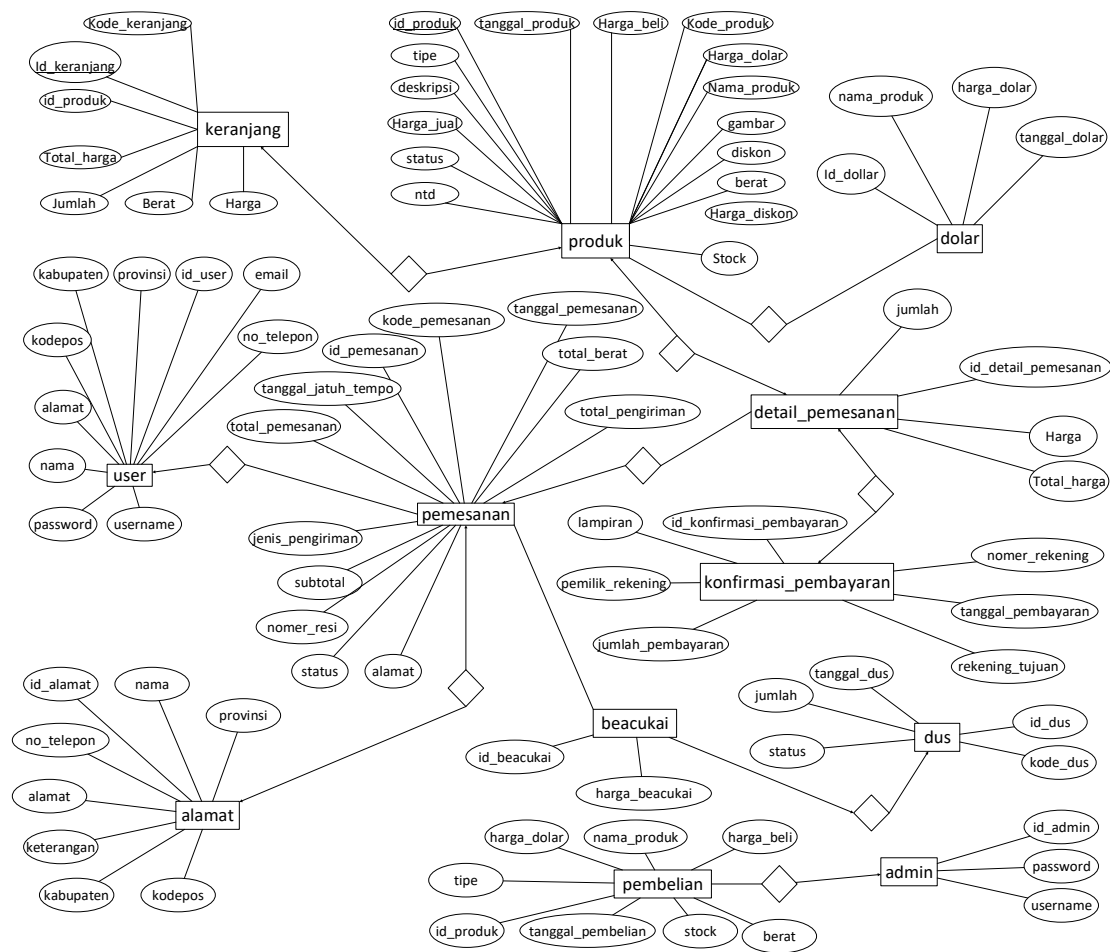 Kode_keranjang
Id_keranjang
id_produk
keranjang
Total_harga
Jumlah
Berat
Harga
id_produk
tanggal_produk
Harga_beli
Kode_produk
tipe
Harga_dolar
deskripsi
Nama_produk
Harga_jual
gambar
status
diskon
ntd
berat
Harga_diskon
produk
Stock
nama_produk
harga_dolar
tanggal_dolar
Id_dollar
dolar
kabupaten
provinsi
id_user
email
kodepos
no_telepon
alamat
nama
user
password
username
kode_pemesanan
tanggal_pemesanan
id_pemesanan
total_berat
tanggal_jatuh_tempo
total_pemesanan
total_pengiriman
pemesanan
jenis_pengiriman
subtotal
nomer_resi
status
alamat
jumlah
id_detail_pemesanan
detail_pemesanan
Harga
Total_harga
lampiran
id_konfirmasi_pembayaran
nomer_rekening
pemilik_rekening
konfirmasi_pembayaran
tanggal_pembayaran
jumlah_pembayaran
rekening_tujuan
id_alamat
nama
provinsi
no_telepon
alamat
alamat
keterangan
kabupaten
kodepos
beacukai
id_beacukai
harga_beacukai
tanggal_dus
jumlah
id_dus
dus
status
kode_dus
harga_dolar
nama_produk
harga_beli
tipe
pembelian
id_produk
tanggal_pembelian
stock
berat
id_admin
admin
password
username